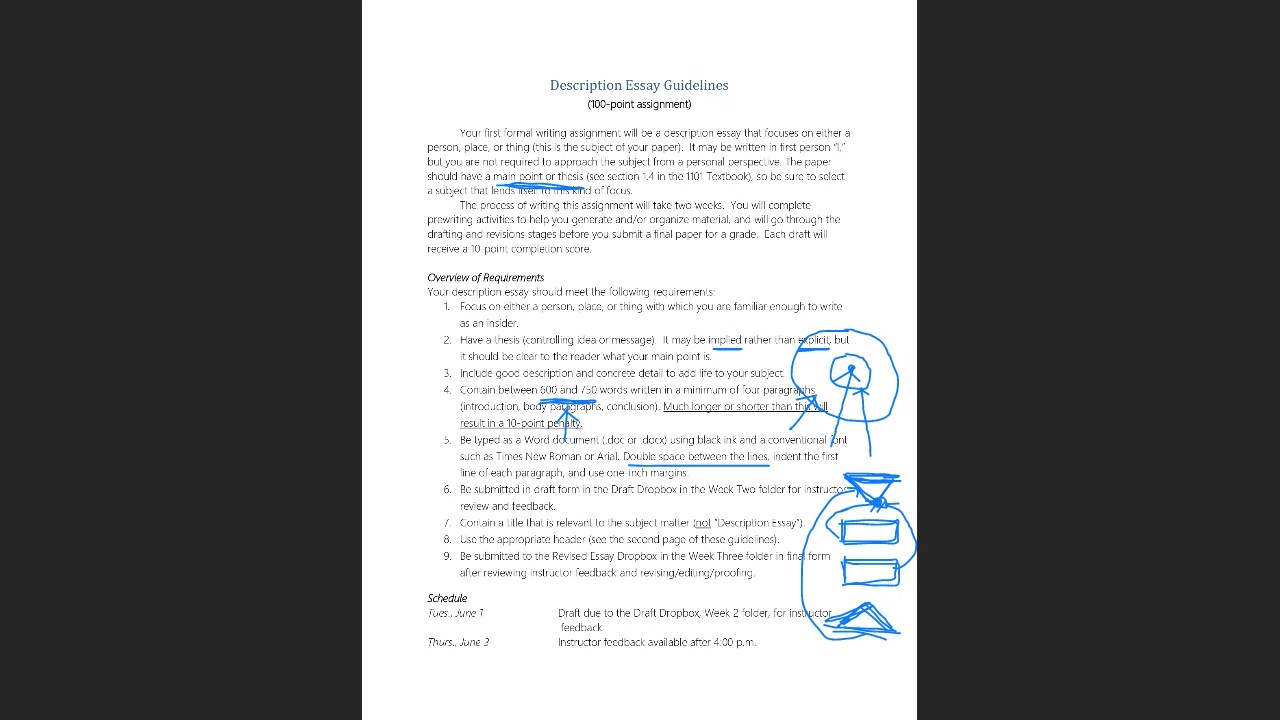 Description Essay Guidelines
(100-point assignment)
Your first formal writing assignment will be a description essay that focuses on either a
person, place, or thing (this is the subject of your paper).  It may be written in first person “I,”
but you are not required to approach the subject from a personal perspective. The paper
should have a main point or thesis (see section 1.4 in the 1101 Textbook), so be sure to select
a subject that lends itself to this kind of focus.
The process of writing this assignment will take two weeks.  You will complete
prewriting activities to help you generate and/or organize material, and will go through the
drafting and revisions stages before you submit a final paper for a grade.  Each draft will
receive a 10-point completion score.
Overview of Requirements
Your description essay should meet the following requirements:
1. Focus on either a person, place, or thing with which you are familiar enough to write
as an insider.
2. Have a thesis (controlling idea or message).  It may be implied rather than explicit, but
it should be clear to the reader what your main point is.
3. Include good description and concrete detail to add life to your subject.
4. Contain between 600 and 750 words written in a minimum of four paragraphs
(introduction, body paragraphs, conclusion). Much longer or shorter than this will
result in a 10-point penalty.
5. Be typed as a Word document (.doc or .docx) using black ink and a conventional font
such as Times New Roman or Arial. Double space between the lines, indent the first
line of each paragraph, and use one-inch margins.
6. Be submitted in draft form in the Draft Dropbox in the Week Two folder for instructor
review and feedback.
7. Contain a title that is relevant to the subject matter (not “Description Essay”).
8. Use the appropriate header (see the second page of these guidelines).
9. Be submitted to the Revised Essay Dropbox in the Week Three folder in final form
after reviewing instructor feedback and revising/editing/proofing.
Schedule
Tues., June 1 Draft due to the Draft Dropbox, Week 2 folder, for instructor
feedback
Thurs., June 3 Instructor feedback available after 4:00 p.m.